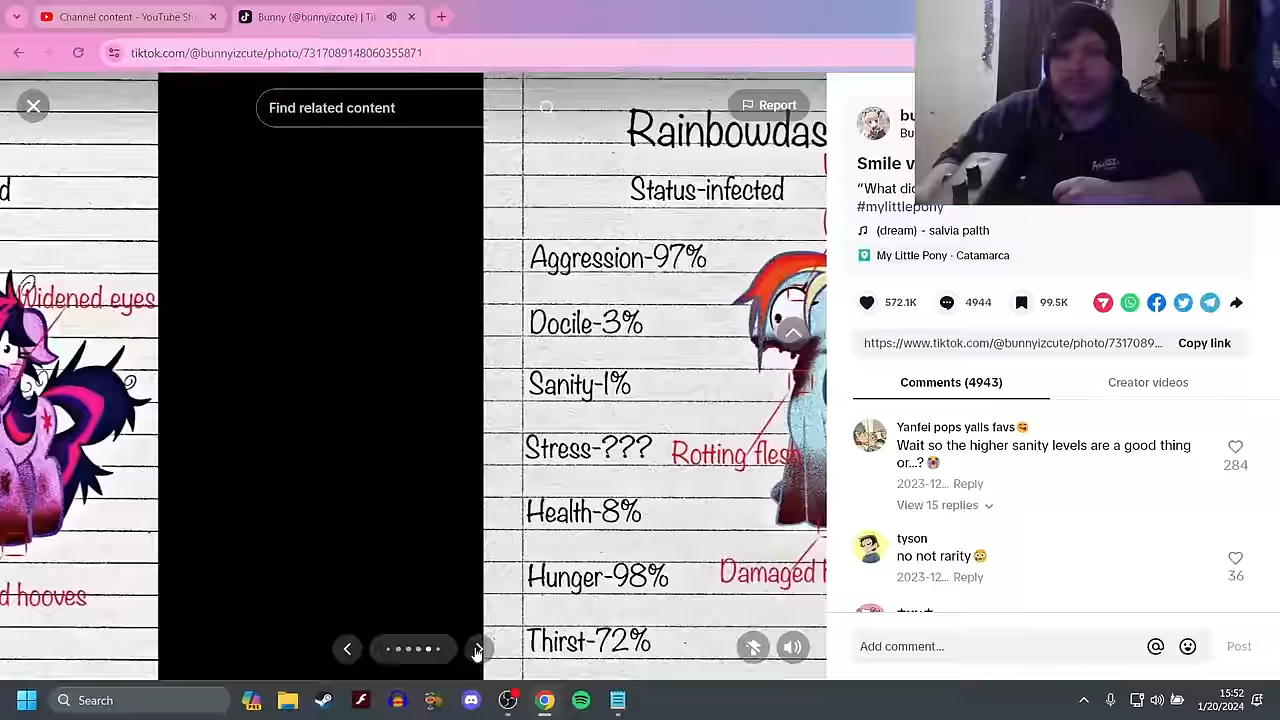 Channel content - YouTube St
Bunny (@bunnyizcute) | Ti
tiktok.com/@bunnyizcute/photo/7317089148060355871
Find related content
Report
d
Widened eyes
d hooves
Rainbowdas
Status-infected
Aggression-97%
Docile-3%
Sanity-1%
Stress-???
Rotting flesh
Health-8%
Hunger-98%
Damaged h
Thirst-72%
bu
Bu
Smile v
“What did
#mylittlepony
(dream) - salvia palth
My Little Pony · Catamarca
572.1K
4944
99.5K
https://www.tiktok.com/@bunnyizcute/photo/7317089...
Copy link
Comments (4943)
Creator videos
Yanfei pops yalls favs
Wait so the higher sanity levels are a good thing
or...?
284
2023-12... Reply
View 15 replies
tyson
no not rarity
36
2023-12... Reply
Add comment...
Post
Search
15:52
1/20/2024